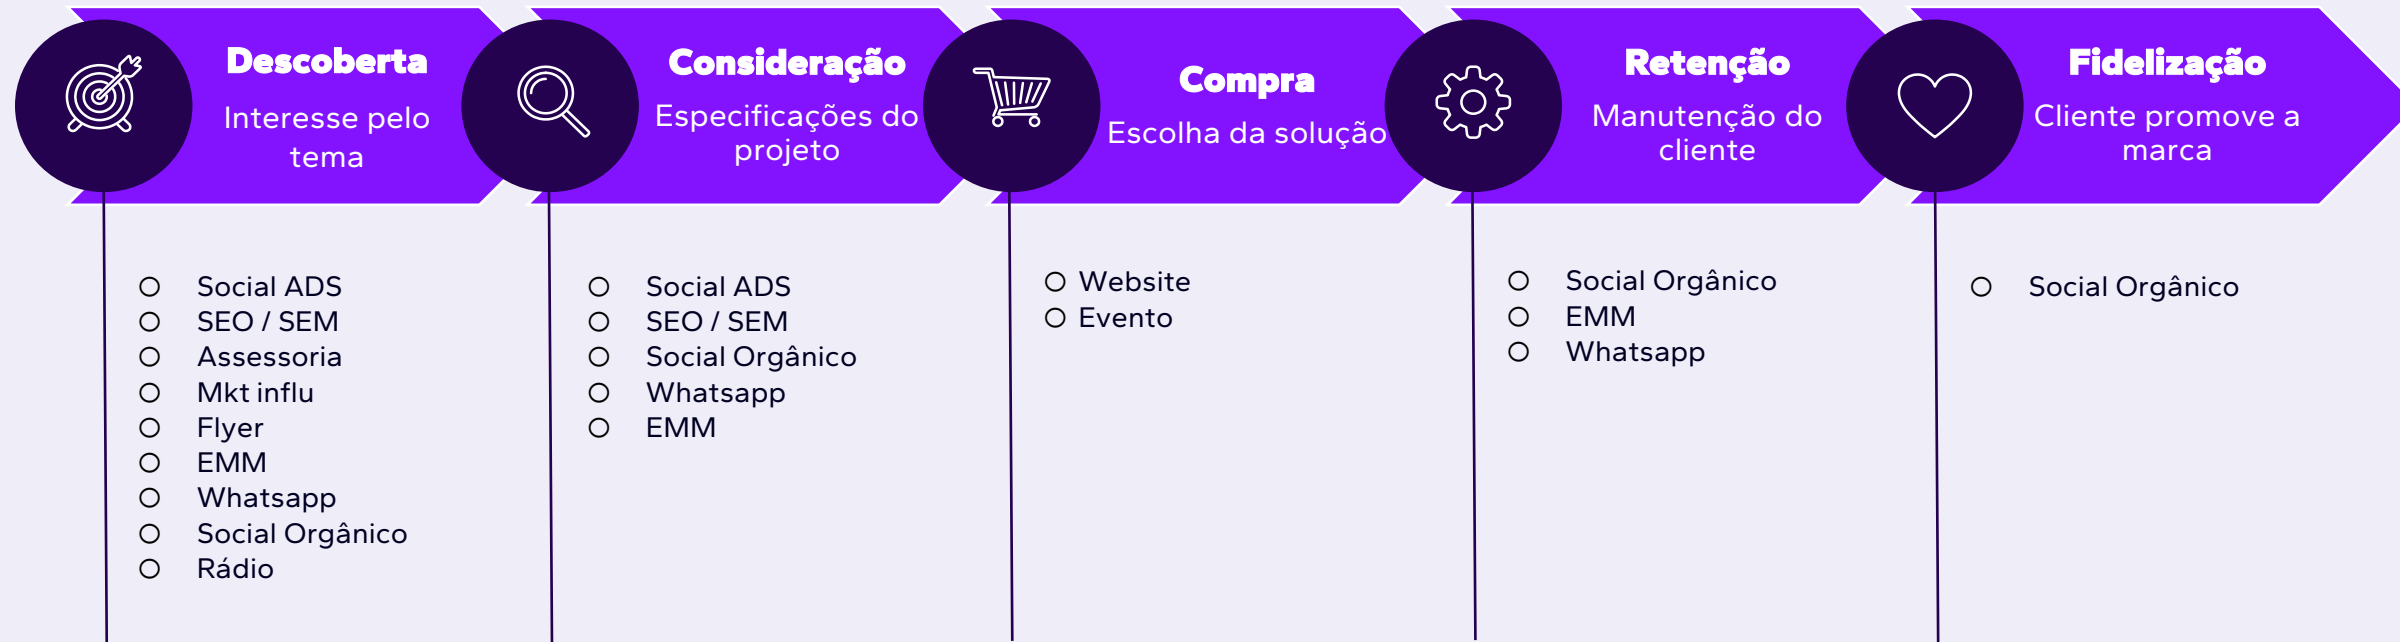 Descoberta
Interesse pelo
tema
Social ADS
SEO / SEM
Assessoria
Mkt influ
Flyer
EMM
Whatsapp
Social Orgânico
Rádio
Consideração
Especificações do
projeto
Social ADS
SEO / SEM
Social Orgânico
Whatsapp
EMM
Compra
Escolha da solução
Website
Evento
Retenção
Manutenção do
cliente
Social Orgânico
EMM
Whatsapp
Fidelização
Cliente promove a
marca
Social Orgânico